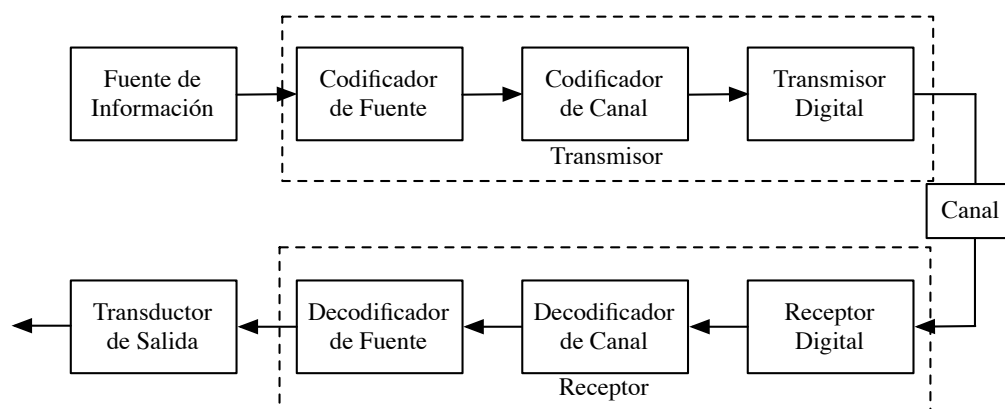 Fuente de
Información
Codificador
de Fuente
Codificador
de Canal
Transmisor
Digital
Transmisor
Canal
Transductor
de Salida
Decodificador
de Fuente
Decodificador
de Canal
Receptor
Digital
Receptor